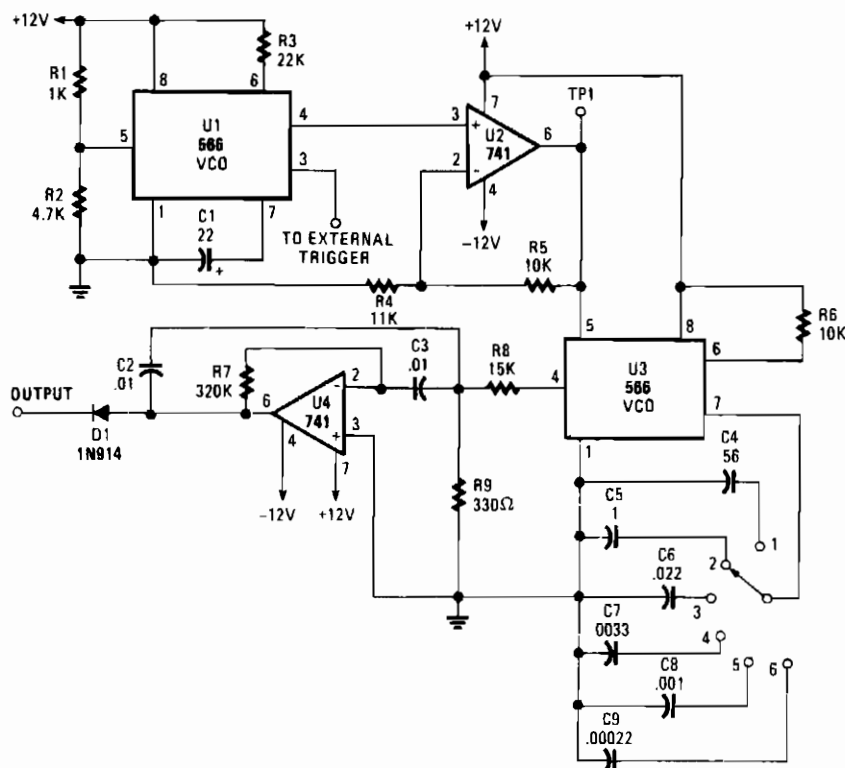 +12V
R1
1K
R2
4.7K
5
8
6
R3
22K
U1
566
VCO
4
3
1
7
C1
22
+
TO EXTERNAL
TRIGGER
+12V
7
3
+
U2
741
6
2
-
4
-12V
TP1
R4
11K
R5
10K
5
8
R6
10K
U3
566
VCO
6
7
4
1
R8
15K
C3
.01
C2
.01
R7
320K
OUTPUT
D1
1N914
6
U4
741
2
-
3
+
4
7
-12V
+12V
R9
330Ω
C4
56
C5
1
C6
.022
C7
.0033
C8
.001
C9
.00022
1
2
3
4
5
6